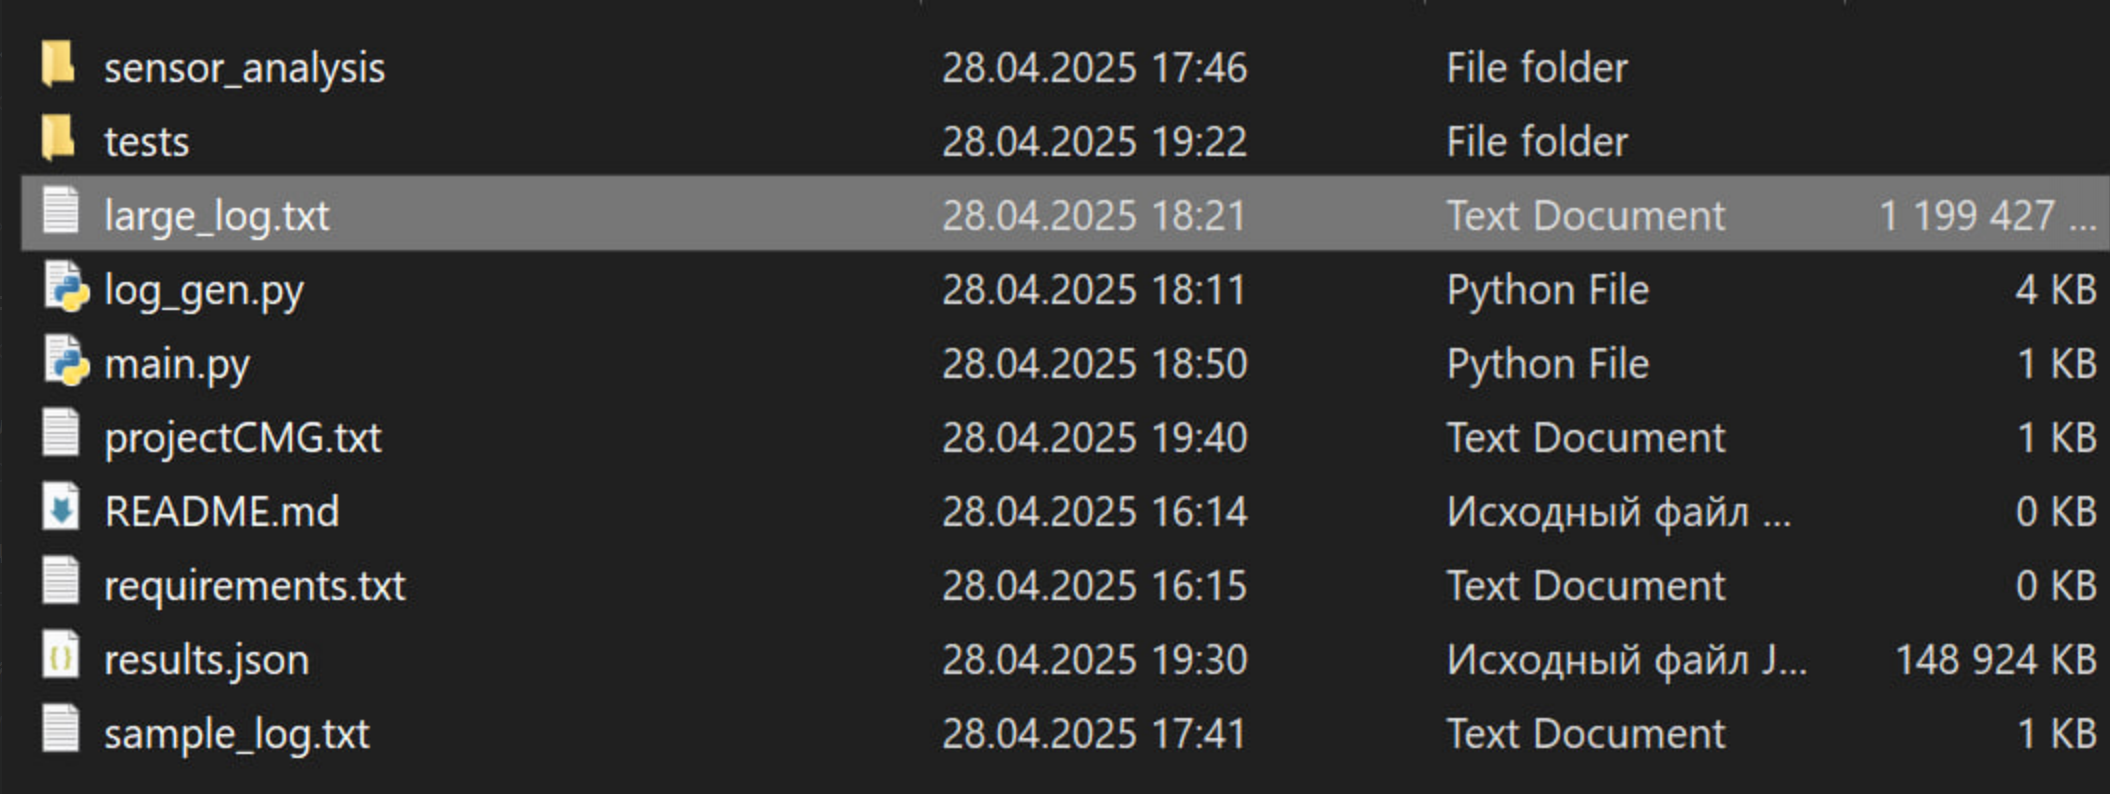 sensor_analysis 28.04.2025 17:46 File folder
tests 28.04.2025 19:22 File folder
large_log.txt 28.04.2025 18:21 Text Document 1 199 427 ...
log_gen.py 28.04.2025 18:11 Python File 4 KB
main.py 28.04.2025 18:50 Python File 1 KB
projectCMG.txt 28.04.2025 19:40 Text Document 1 KB
README.md 28.04.2025 16:14 Исходный файл ... 0 KB
requirements.txt 28.04.2025 16:15 Text Document 0 KB
results.json 28.04.2025 19:30 Исходный файл J... 148 924 KB
sample_log.txt 28.04.2025 17:41 Text Document 1 KB